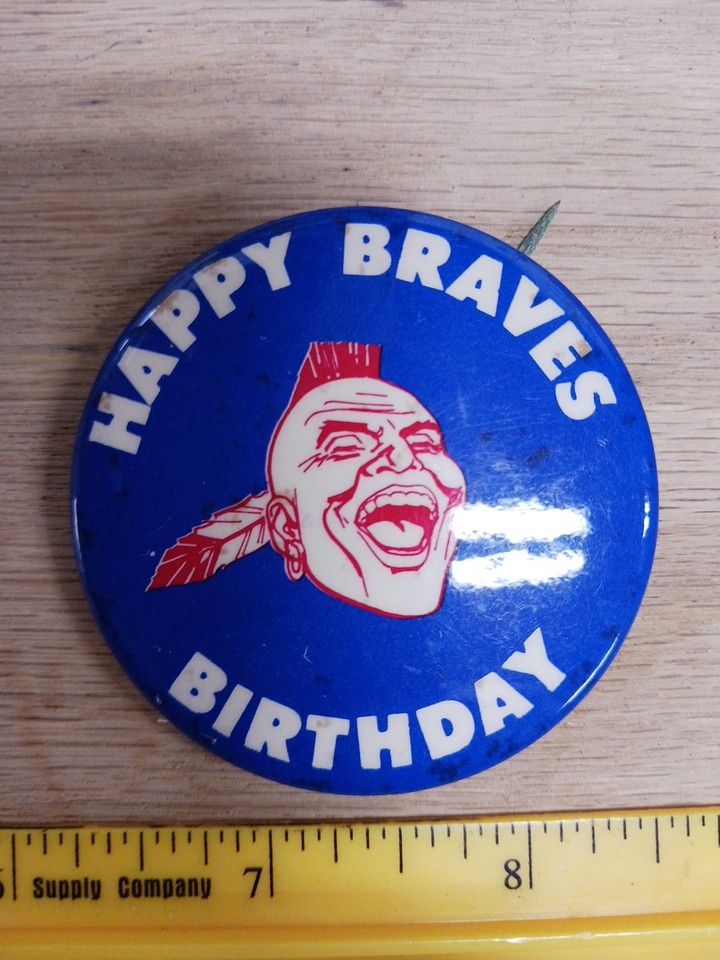 HAPPY BRAVES
BIRTHDAY
Supply Company 7 8